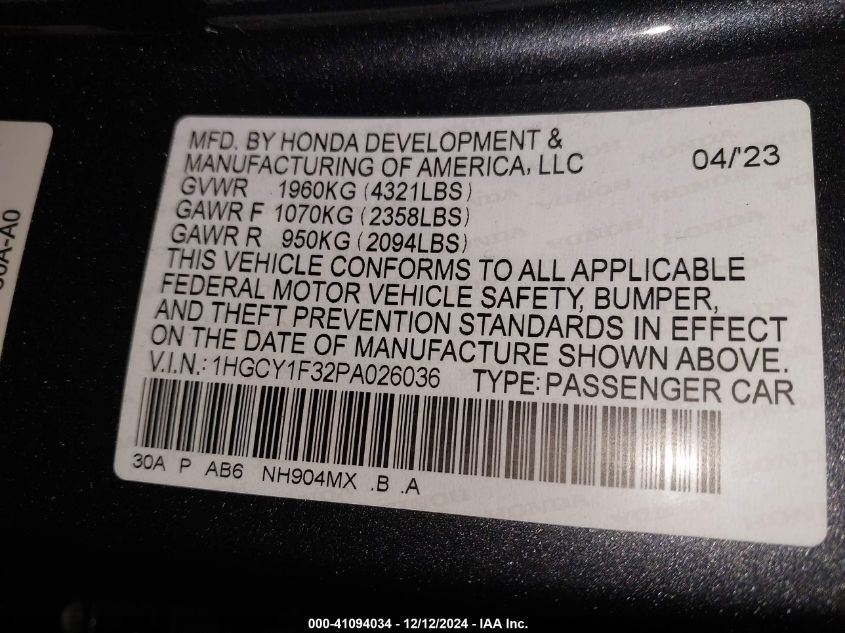 MFD. BY HONDA DEVELOPMENT &
MANUFACTURING OF AMERICA, LLC 04/'23
GVWR 1960KG (4321LBS)
GAWR F 1070KG (2358LBS)
GAWR R 950KG (2094LBS)
THIS VEHICLE CONFORMS TO ALL APPLICABLE
FEDERAL MOTOR VEHICLE SAFETY, BUMPER,
AND THEFT PREVENTION STANDARDS IN EFFECT
ON THE DATE OF MANUFACTURE SHOWN ABOVE.
V.I.N.: 1HGCY1F32PA026036 TYPE: PASSENGER CAR
30A P AB6 NH904MX .B .A
000-41094034 - 12/12/2024 - IAA Inc.